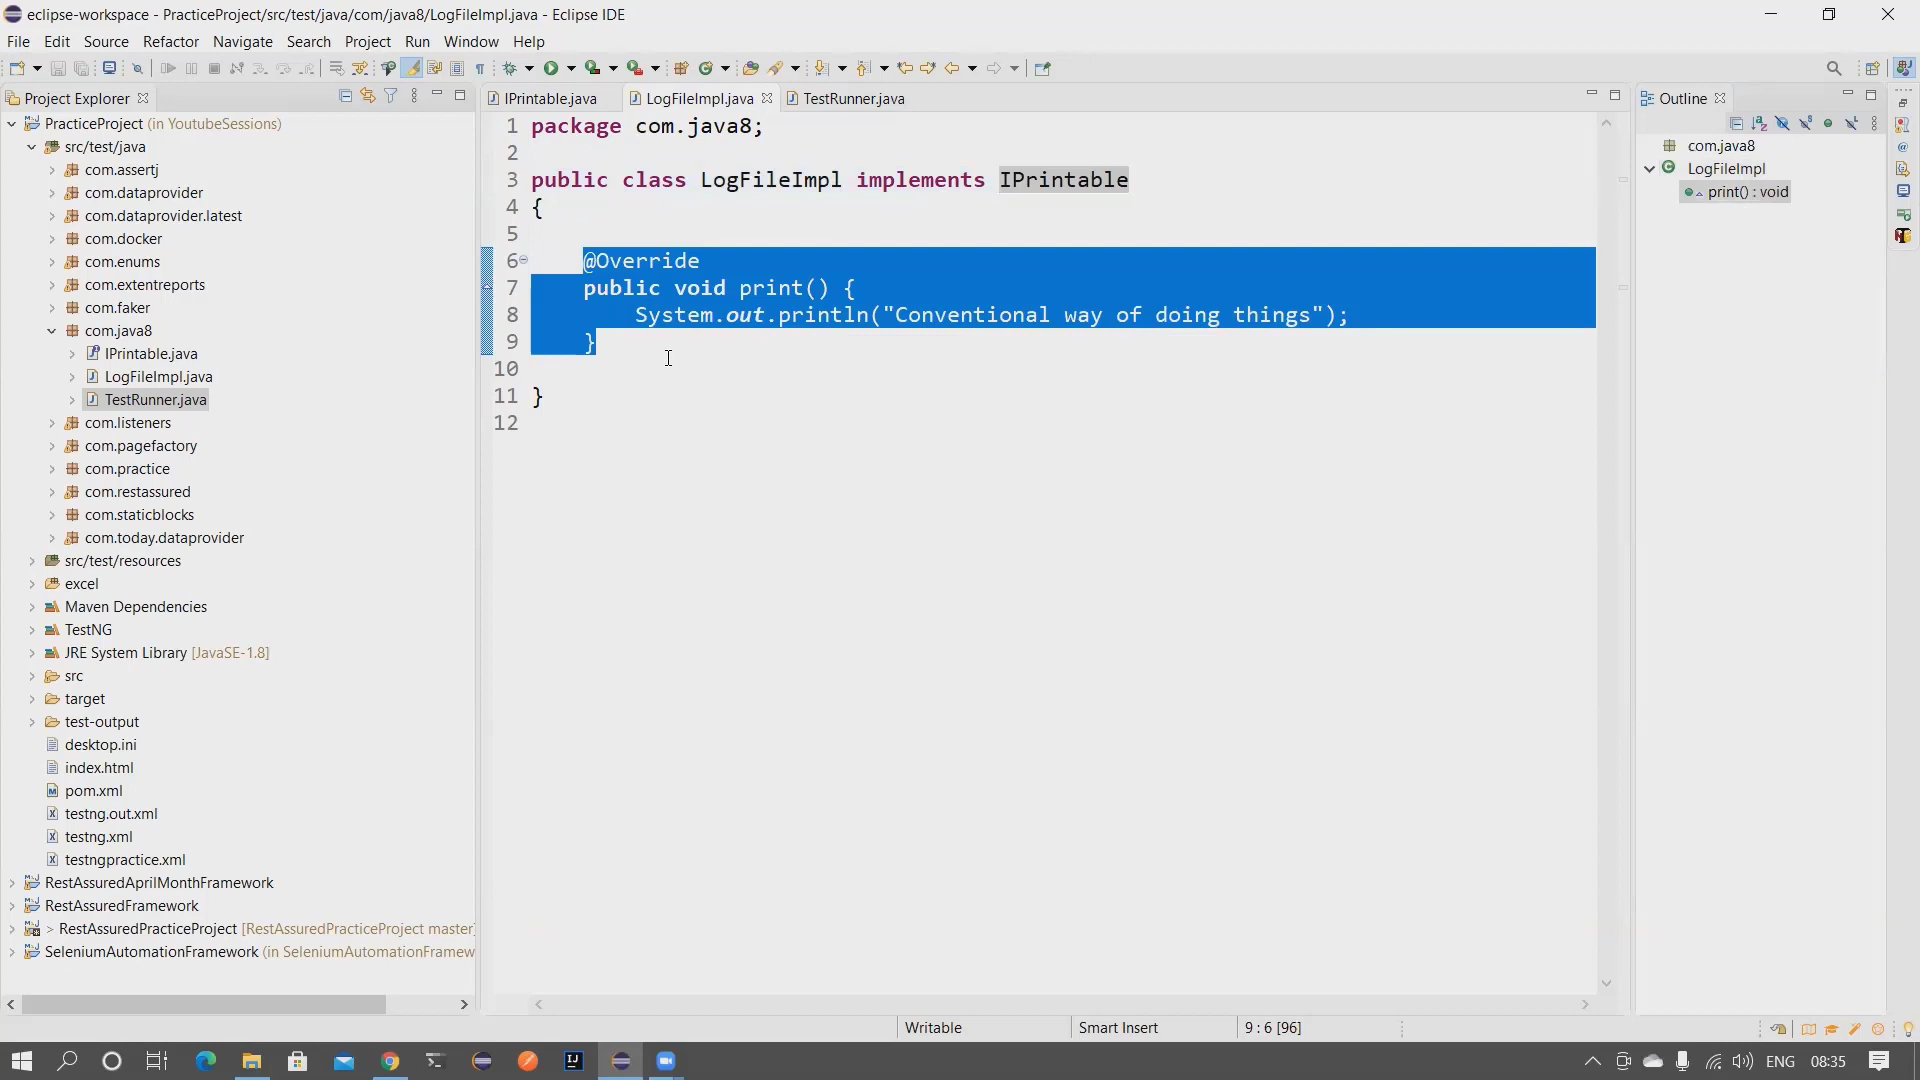 eclipse-workspace - PracticeProject/src/test/java/com/java8/LogFileImpl.java - Eclipse IDE
File Edit Source Refactor Navigate Search Project Run Window Help
Project Explorer
PracticeProject (in YoutubeSessions)
src/test/java
com.assertj
com.dataprovider
com.dataprovider.latest
com.docker
com.enums
com.extentreports
com.faker
com.java8
IPrintable.java
LogFileImpl.java
TestRunner.java
com.listeners
com.pagefactory
com.practice
com.restassured
com.staticblocks
com.today.dataprovider
src/test/resources
excel
Maven Dependencies
TestNG
JRE System Library [JavaSE-1.8]
src
target
test-output
desktop.ini
index.html
pom.xml
testng.out.xml
testng.xml
testngpractice.xml
RestAssuredAprilMonthFramework
RestAssuredFramework
> RestAssuredPracticeProject [RestAssuredPracticeProject master]
SeleniumAutomationFramework (in SeleniumAutomationFramew
IPrintable.java LogFileImpl.java TestRunner.java
1 package com.java8;
2
3 public class LogFileImpl implements IPrintable
4 {
5
6 @Override
7 public void print() {
8 System.out.println("Conventional way of doing things");
9 }
10
11 }
12
Outline
com.java8
LogFileImpl
print() : void
Writable Smart Insert 9 : 6 [96]
ENG 08:35